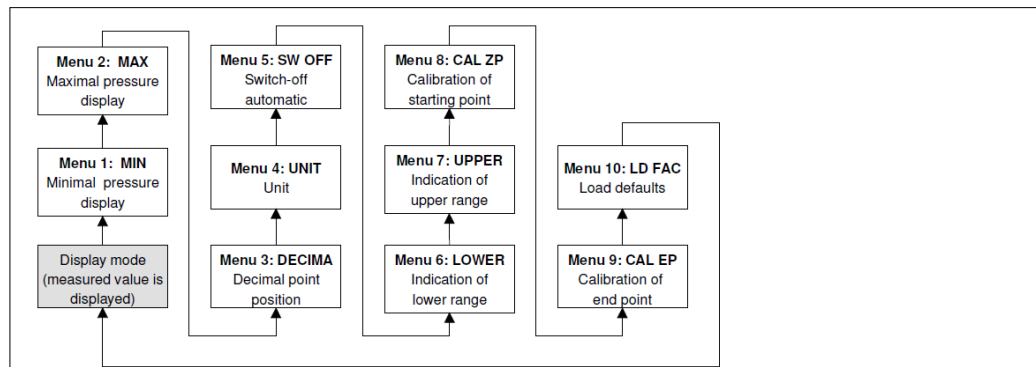 Menu 2: MAX
Maximal pressure
display
Menu 1: MIN
Minimal pressure
display
Display mode
(measured value is
displayed)
Menu 5: SW OFF
Switch-off
automatic
Menu 4: UNIT
Unit
Menu 3: DECIMA
Decimal point
position
Menu 8: CAL ZP
Calibration of
starting point
Menu 7: UPPER
Indication of
upper range
Menu 6: LOWER
Indication of
lower range
Menu 10: LD FAC
Load defaults
Menu 9: CAL EP
Calibration of
end point